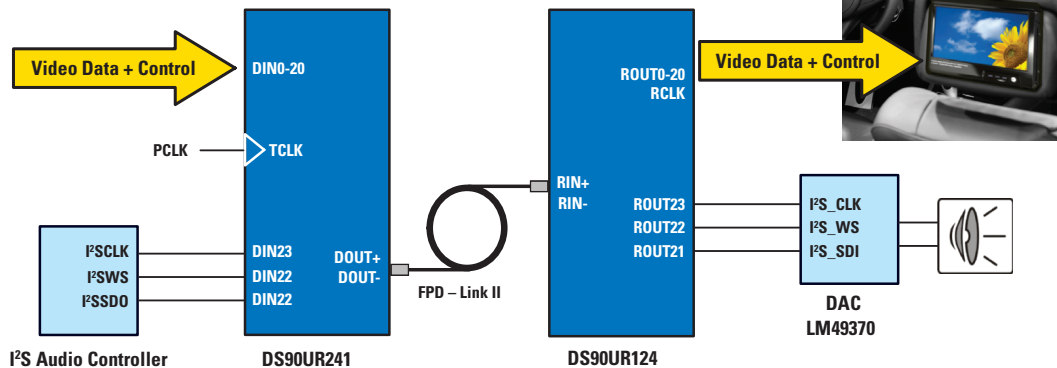 Video Data + Control
DIN0-20
PCLK
TCLK
I²SCLK
I²SWS
I²SSDO
DIN23
DIN22
DIN22
DOUT+
DOUT-
I²S Audio Controller
DS90UR241
FPD – Link II
ROUT0-20
RCLK
Video Data + Control
RIN+
RIN-
ROUT23
ROUT22
ROUT21
DS90UR124
I²S_CLK
I²S_WS
I²S_SDI
DAC
LM49370